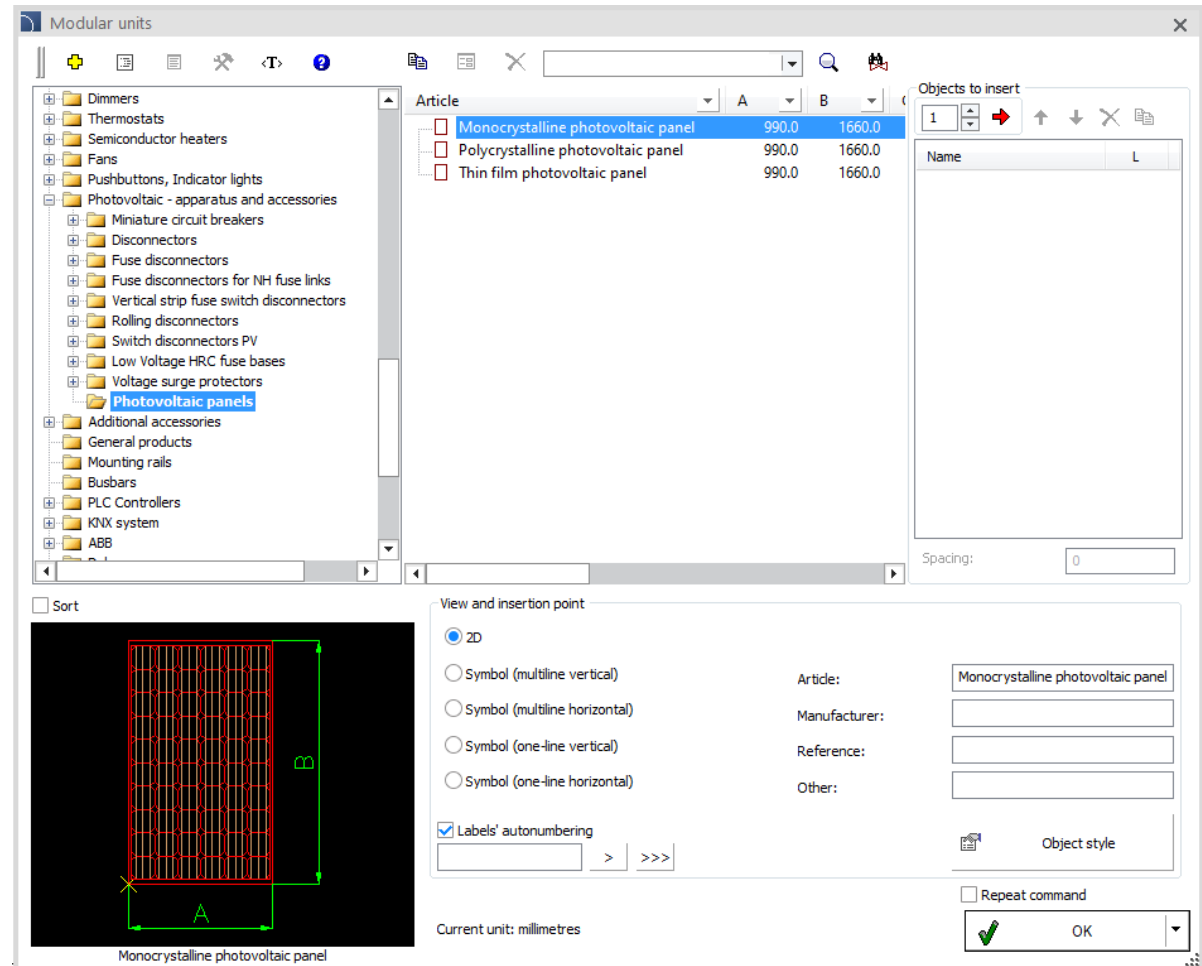 Modular units
<T>
?
Dimmers
Thermostats
Semiconductor heaters
Fans
Pushbuttons, Indicator lights
Photovoltaic - apparatus and accessories
Miniature circuit breakers
Disconnectors
Fuse disconnectors
Fuse disconnectors for NH fuse links
Vertical strip fuse switch disconnectors
Rolling disconnectors
Switch disconnectors PV
Low Voltage HRC fuse bases
Voltage surge protectors
Photovoltaic panels
Additional accessories
General products
Mounting rails
Busbars
PLC Controllers
KNX system
ABB
Article A B
Monocrystalline photovoltaic panel 990.0 1660.0
Polycrystalline photovoltaic panel 990.0 1660.0
Thin film photovoltaic panel 990.0 1660.0
Objects to insert
1
Name L
Spacing: 0
Sort
B
A
Monocrystalline photovoltaic panel
View and insertion point
2D
Symbol (multiline vertical)
Symbol (multiline horizontal)
Symbol (one-line vertical)
Symbol (one-line horizontal)
Labels' autonumbering
> >>>
Article: Monocrystalline photovoltaic panel
Manufacturer:
Reference:
Other:
Object style
Repeat command
Current unit: millimetres
OK